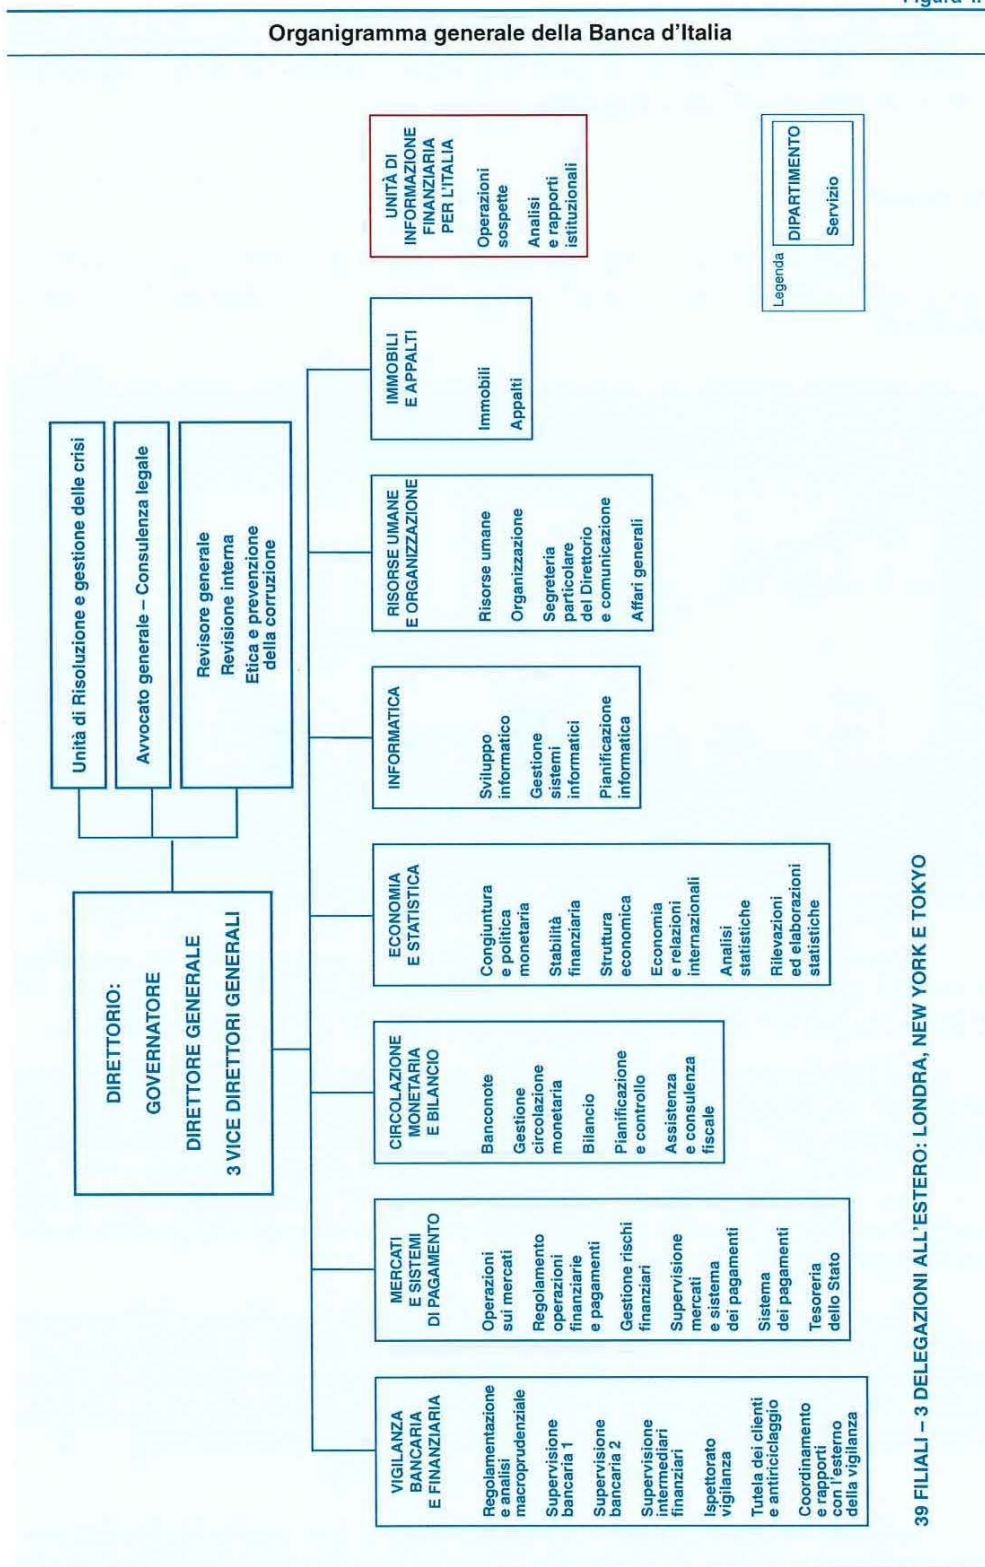 Organigramma generale della Banca d'Italia
DIRETTORIO:
GOVERNATORE
DIRETTORE GENERALE
3 VICE DIRETTORI GENERALI
Unità di Risoluzione e gestione delle crisi
Avvocato generale – Consulenza legale
Revisore generale
Revisione interna
Etica e prevenzione
della corruzione
VIGILANZA
BANCARIA
E FINANZIARIA
Regolamentazione
e analisi
macroprudenziale
Supervisione
bancaria 1
Supervisione
bancaria 2
Supervisione
intermediari
finanziari
Ispettorato
vigilanza
Tutela dei clienti
e antiriciclaggio
Coordinamento
e rapporti
con l'esterno
della vigilanza
MERCATI
E SISTEMI
DI PAGAMENTO
Operazioni
sui mercati
Regolamento
operazioni
finanziarie
e pagamenti
Gestione rischi
finanziari
Supervisione
mercati
e sistema
dei pagamenti
Sistema
dei pagamenti
Tesoreria
dello Stato
CIRCOLAZIONE
MONETARIA
E BILANCIO
Banconote
Gestione
circolazione
monetaria
Bilancio
Pianificazione
e controllo
Assistenza
e consulenza
fiscale
ECONOMIA
E STATISTICA
Congiuntura
e politica
monetaria
Stabilità
finanziaria
Struttura
economica
Economia
e relazioni
internazionali
Analisi
statistiche
Rilevazioni
ed elaborazioni
statistiche
INFORMATICA
Sviluppo
informatico
Gestione
sistemi
informatici
Pianificazione
informatica
RISORSE UMANE
E ORGANIZZAZIONE
Risorse umane
Organizzazione
Segreteria
particolare
del Direttorio
e comunicazione
Affari generali
IMMOBILI
E APPALTI
Immobili
Appalti
UNITÀ DI
INFORMAZIONE
FINANZIARIA
PER L'ITALIA
Operazioni
sospette
Analisi
e rapporti
istituzionali
Legenda
DIPARTIMENTO
Servizio
39 FILIALI – 3 DELEGAZIONI ALL'ESTERO: LONDRA, NEW YORK E TOKYO